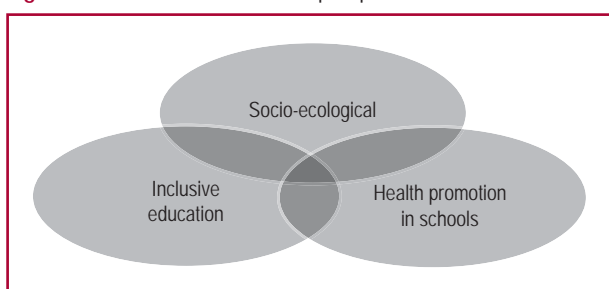 Socio-ecological
Inclusive
education
Health promotion
in schools